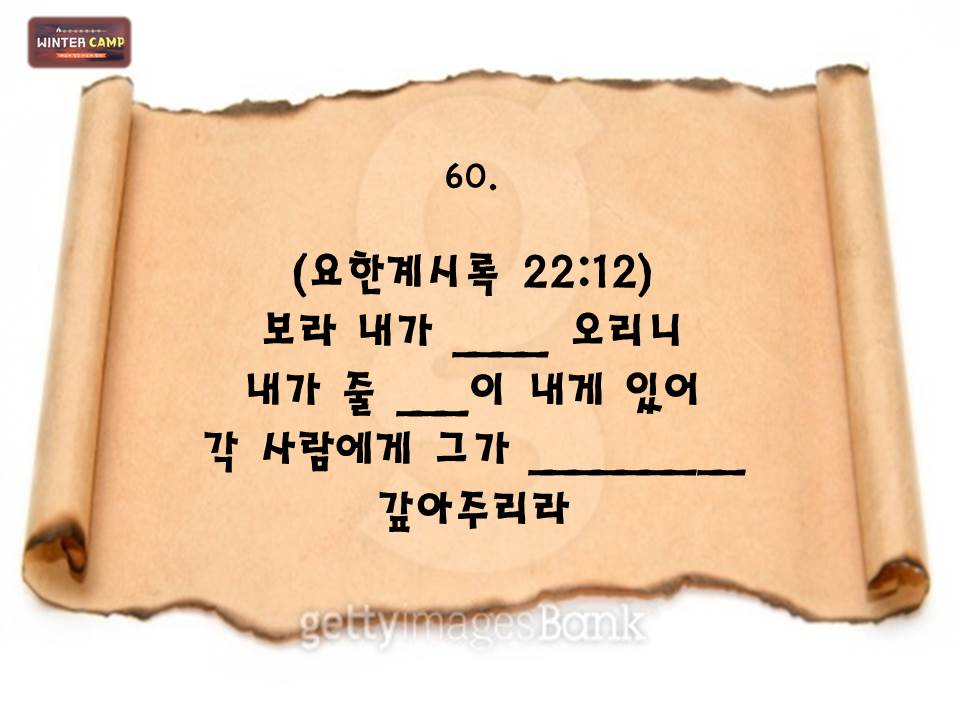 WINTER CAMP
60.
(요한계시록 22:12)
보라 내가 ____ 오리니
내가 줄 ___이 내게 있어
각 사람에게 그가 _________
갚아주리라
gettyimagesBank